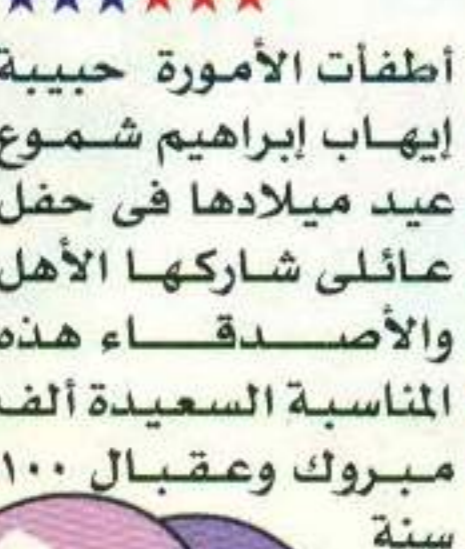 أطفأت الأمورة حبيبة
إيهاب إبراهيم شموع
عيد ميلادها فى حفل
عائلى شاركها الأهل
والأصدقاء هذه
المناسبة السعيدة ألف
مبروك وعقبال ١٠٠
سنة